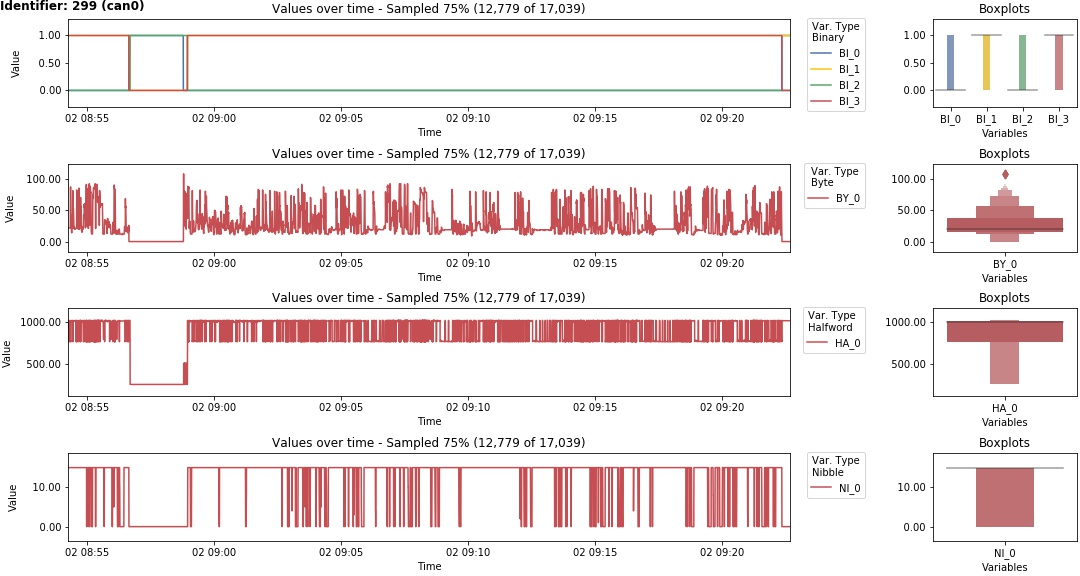 Identifier: 299 (can0)
Values over time - Sampled 75% (12,779 of 17,039)
Value
1.00
0.50
0.00
02 08:55 02 09:00 02 09:05 02 09:10 02 09:15 02 09:20
Time
Var. Type
Binary
BI_0
BI_1
BI_2
BI_3
Boxplots
1.00
0.50
0.00
BI_0 BI_1 BI_2 BI_3
Variables
Values over time - Sampled 75% (12,779 of 17,039)
Value
100.00
50.00
0.00
02 08:55 02 09:00 02 09:05 02 09:10 02 09:15 02 09:20
Time
Var. Type
Byte
BY_0
Boxplots
100.00
50.00
0.00
BY_0
Variables
Values over time - Sampled 75% (12,779 of 17,039)
Value
1000.00
500.00
02 08:55 02 09:00 02 09:05 02 09:10 02 09:15 02 09:20
Time
Var. Type
Halfword
HA_0
Boxplots
1000.00
500.00
HA_0
Variables
Values over time - Sampled 75% (12,779 of 17,039)
Value
10.00
0.00
02 08:55 02 09:00 02 09:05 02 09:10 02 09:15 02 09:20
Time
Var. Type
Nibble
NI_0
Boxplots
10.00
0.00
NI_0
Variables